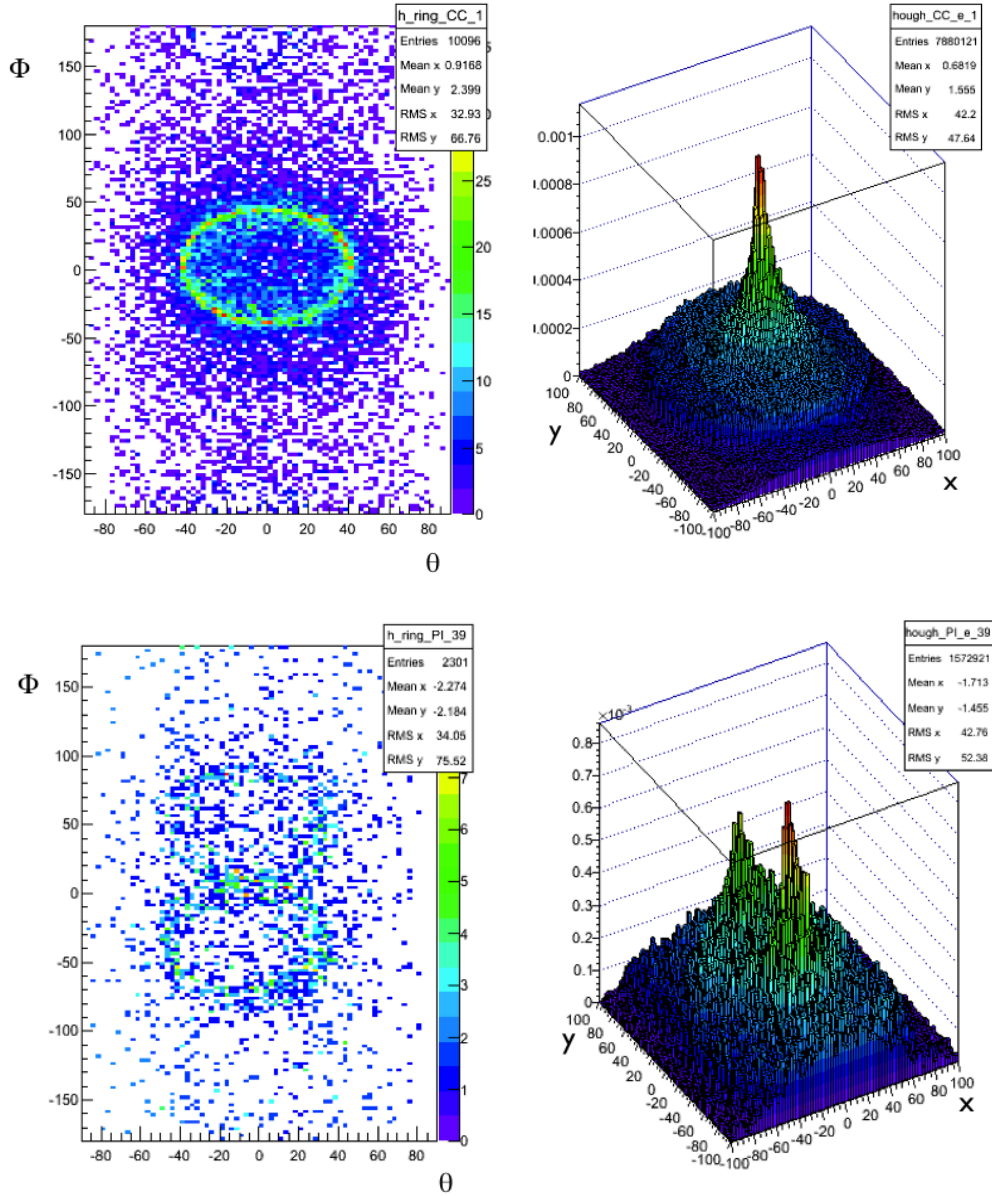 h_ring_CC_1
Entries 10096
Mean x 0.9168
Mean y 2.399
RMS x 32.93
RMS y 66.76
Φ
150
100
50
0
-50
-100
-150
-80 -60 -40 -20 0 20 40 60 80
θ
25
20
15
10
5
0
hough_CC_e_1
Entries 7880121
Mean x 0.6819
Mean y 1.555
RMS x 42.2
RMS y 47.64
0.001
.0008
.0006
.0004
.0002
0
100
80
60
40
20
0
-20
-40
-60
-80
-100
y
-100 -80 -60 -40 -20 0 20 40 60 80 100
x
h_ring_PI_39
Entries 2301
Mean x -2.274
Mean y -2.184
RMS x 34.05
RMS y 75.52
Φ
150
100
50
0
-50
-100
-150
-80 -60 -40 -20 0 20 40 60 80
θ
7
6
5
4
3
2
1
0
hough_PI_e_39
Entries 1572921
Mean x -1.713
Mean y -1.455
RMS x 42.76
RMS y 52.38
×10⁻³
0.8
0.7
0.6
0.5
0.4
0.3
0.2
0.1
0
100
80
60
40
20
0
-20
-40
-60
-80
-100
y
-100 -80 -60 -40 -20 0 20 40 60 80 100
x